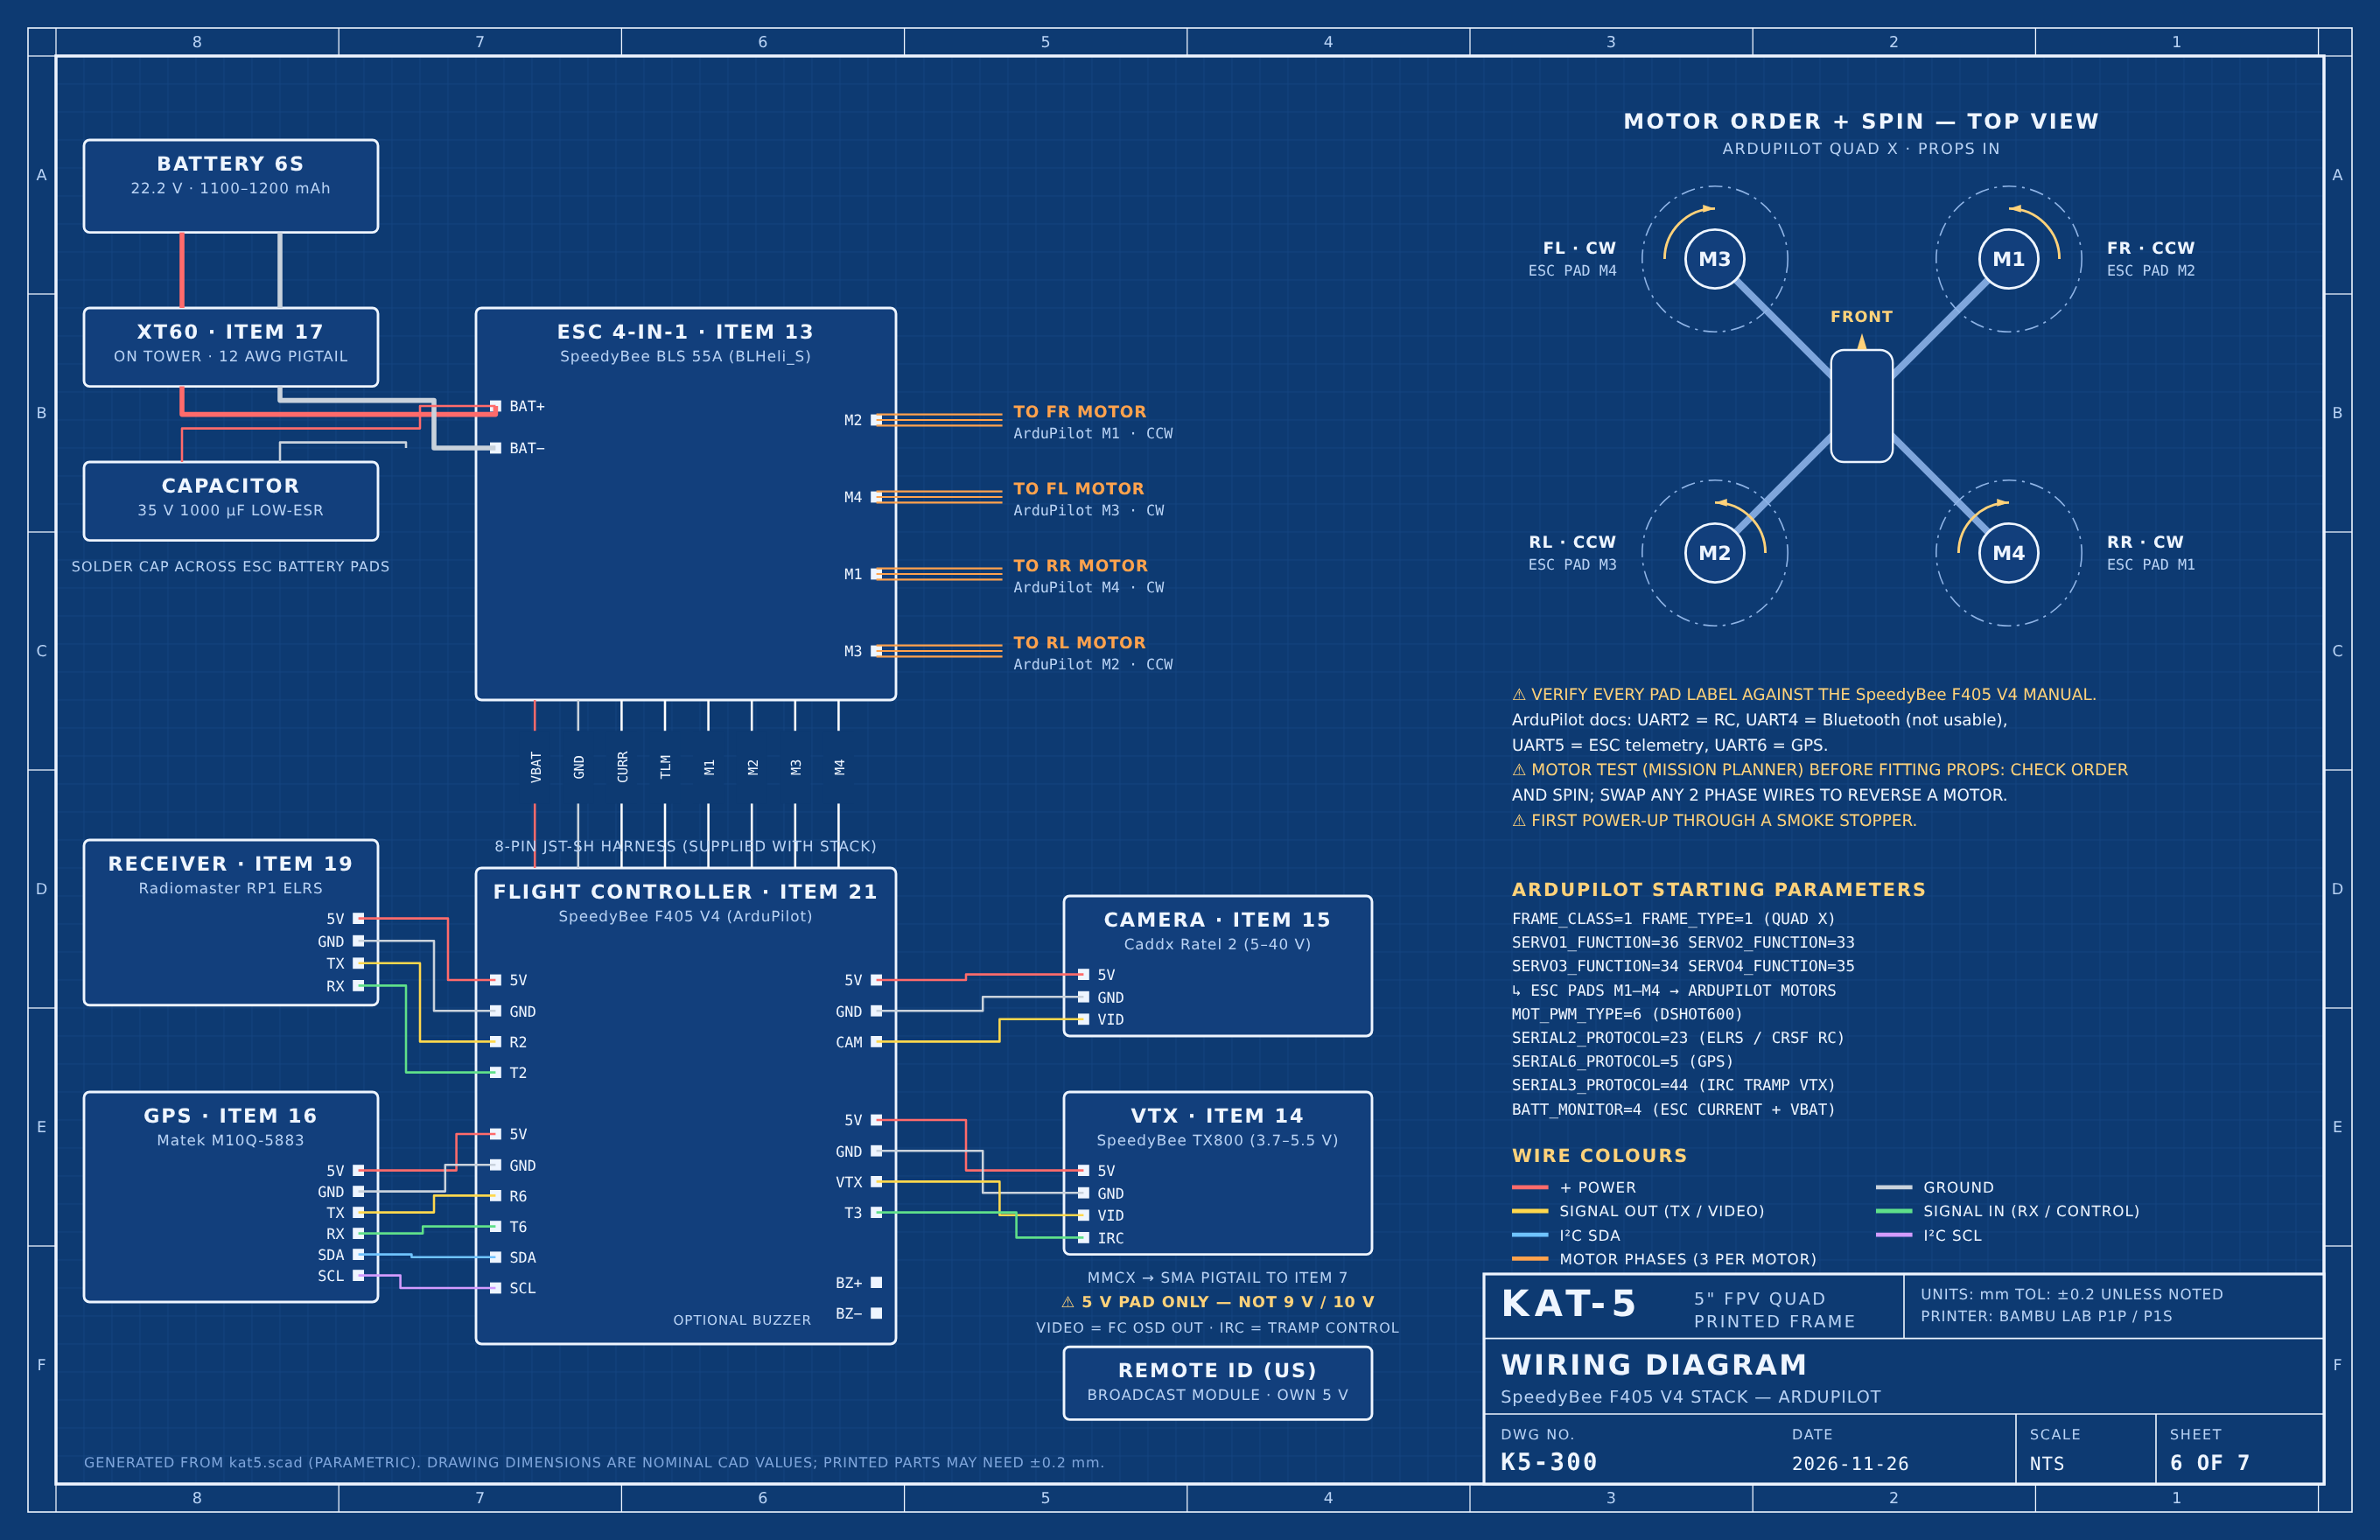 8 7 6 5 4 3 2 1
A
B
C
D
E
F
BATTERY 6S
22.2 V · 1100–1200 mAh
XT60 · ITEM 17
ON TOWER · 12 AWG PIGTAIL
CAPACITOR
35 V 1000 µF LOW-ESR
SOLDER CAP ACROSS ESC BATTERY PADS
ESC 4-IN-1 · ITEM 13
SpeedyBee BLS 55A (BLHeli_S)
BAT+
BAT−
M2
M4
M1
M3
TO FR MOTOR
ArduPilot M1 · CCW
TO FL MOTOR
ArduPilot M3 · CW
TO RR MOTOR
ArduPilot M4 · CW
TO RL MOTOR
ArduPilot M2 · CCW
VBAT
GND
CURR
TLM
M1
M2
M3
M4
8-PIN JST-SH HARNESS (SUPPLIED WITH STACK)
RECEIVER · ITEM 19
Radiomaster RP1 ELRS
5V
GND
TX
RX
GPS · ITEM 16
Matek M10Q-5883
5V
GND
TX
RX
SDA
SCL
FLIGHT CONTROLLER · ITEM 21
SpeedyBee F405 V4 (ArduPilot)
5V
GND
R2
T2
5V
GND
R6
T6
SDA
SCL
5V
GND
CAM
5V
GND
VTX
T3
BZ+
BZ−
OPTIONAL BUZZER
CAMERA · ITEM 15
Caddx Ratel 2 (5–40 V)
5V
GND
VID
VTX · ITEM 14
SpeedyBee TX800 (3.7–5.5 V)
5V
GND
VID
IRC
MMCX → SMA PIGTAIL TO ITEM 7
⚠ 5 V PAD ONLY — NOT 9 V / 10 V
VIDEO = FC OSD OUT · IRC = TRAMP CONTROL
REMOTE ID (US)
BROADCAST MODULE · OWN 5 V
MOTOR ORDER + SPIN — TOP VIEW
ARDUPILOT QUAD X · PROPS IN
FL · CW
ESC PAD M4
M3
M1
FR · CCW
ESC PAD M2
FRONT
RL · CCW
ESC PAD M3
M2
M4
RR · CW
ESC PAD M1
⚠ VERIFY EVERY PAD LABEL AGAINST THE SpeedyBee F405 V4 MANUAL.
ArduPilot docs: UART2 = RC, UART4 = Bluetooth (not usable),
UART5 = ESC telemetry, UART6 = GPS.
⚠ MOTOR TEST (MISSION PLANNER) BEFORE FITTING PROPS: CHECK ORDER
AND SPIN; SWAP ANY 2 PHASE WIRES TO REVERSE A MOTOR.
⚠ FIRST POWER-UP THROUGH A SMOKE STOPPER.
ARDUPILOT STARTING PARAMETERS
FRAME_CLASS=1 FRAME_TYPE=1 (QUAD X)
SERVO1_FUNCTION=36 SERVO2_FUNCTION=33
SERVO3_FUNCTION=34 SERVO4_FUNCTION=35
↳ ESC PADS M1–M4 → ARDUPILOT MOTORS
MOT_PWM_TYPE=6 (DSHOT600)
SERIAL2_PROTOCOL=23 (ELRS / CRSF RC)
SERIAL6_PROTOCOL=5 (GPS)
SERIAL3_PROTOCOL=44 (IRC TRAMP VTX)
BATT_MONITOR=4 (ESC CURRENT + VBAT)
WIRE COLOURS
+ POWER
GROUND
SIGNAL OUT (TX / VIDEO)
SIGNAL IN (RX / CONTROL)
I²C SDA
I²C SCL
MOTOR PHASES (3 PER MOTOR)
KAT-5
5" FPV QUAD
PRINTED FRAME
UNITS: mm TOL: ±0.2 UNLESS NOTED
PRINTER: BAMBU LAB P1P / P1S
WIRING DIAGRAM
SpeedyBee F405 V4 STACK — ARDUPILOT
DWG NO.
K5-300
DATE
2026-11-26
SCALE
NTS
SHEET
6 OF 7
GENERATED FROM kat5.scad (PARAMETRIC). DRAWING DIMENSIONS ARE NOMINAL CAD VALUES; PRINTED PARTS MAY NEED ±0.2 mm.
A
B
C
D
E
F
8 7 6 5 4 3 2 1